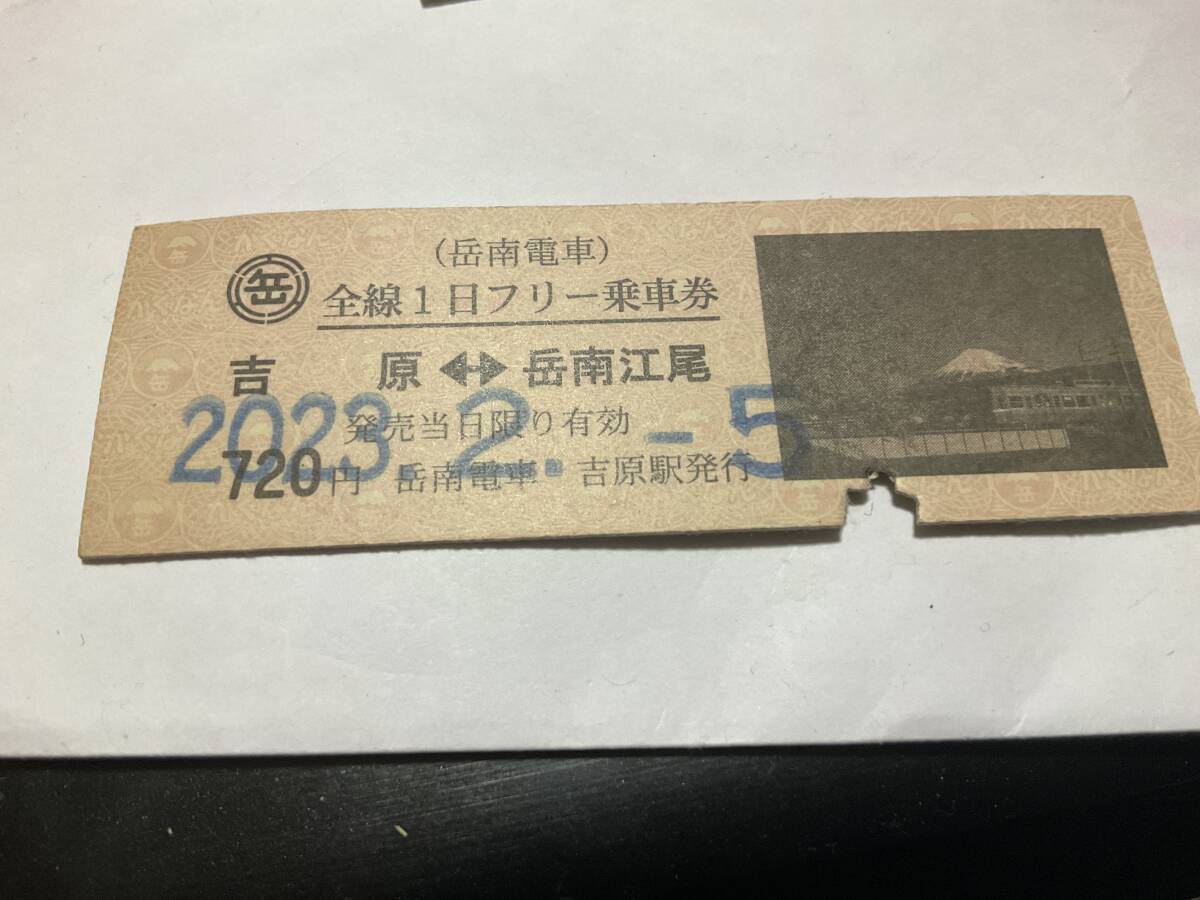 (岳南電車)
岳
全線1日フリー乗車券
吉原⟷岳南江尾
発売当日限り有効
2023.2.-5
720円 岳南電車 吉原駅発行